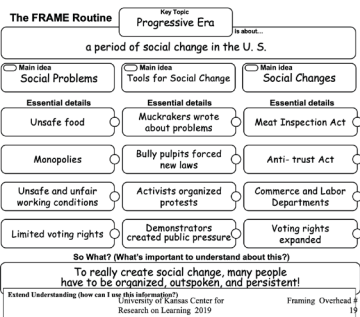 The FRAME Routine
Key Topic
Progressive Era
is about...
a period of social change in the U. S.
Main idea
Social Problems
Main idea
Tools for Social Change
Main idea
Social Changes
Essential details
Essential details
Essential details
Unsafe food
Muckrakers wrote
about problems
Meat Inspection Act
Monopolies
Bully pulpits forced
new laws
Anti- trust Act
Unsafe and unfair
working conditions
Activists organized
protests
Commerce and Labor
Departments
Limited voting rights
Demonstrators
created public pressure
Voting rights
expanded
So What? (What's important to understand about this?)
To really create social change, many people
have to be organized, outspoken, and persistent!
Extend Understanding (how can I use this information?)
University of Kansas Center for
Research on Learning 2019
Framing Overhead #
19